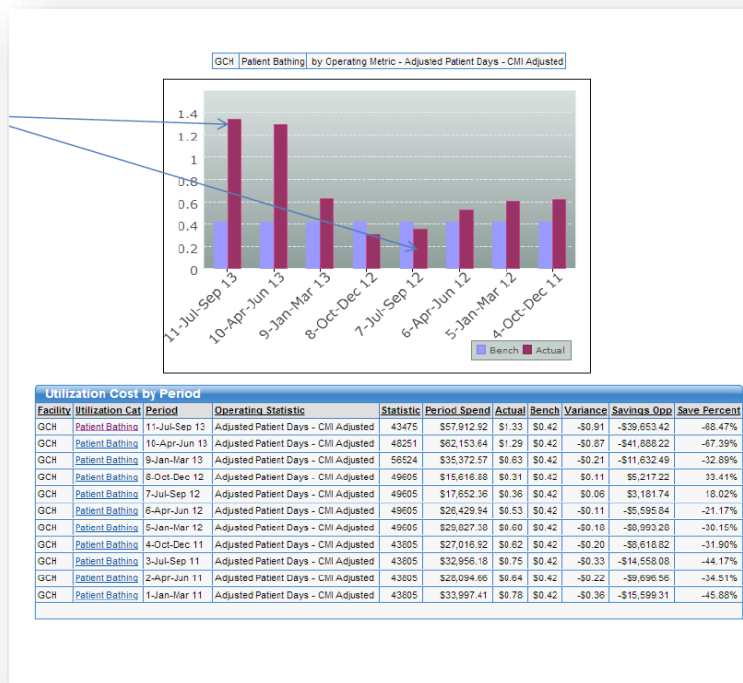 GCH Patient Bathing by Operating Metric - Adjusted Patient Days - CMI Adjusted
1.4
1.2
1
0.8
0.6
0.4
0.2
0
11-Jul-Sep 13 10-Apr-Jun 13 9-Jan-Mar 13 8-Oct-Dec 12 7-Jul-Sep 12 6-Apr-Jun 12 5-Jan-Mar 12 4-Oct-Dec 11
Bench Actual
Utilization Cost by Period
Facility Utilization Cat Period Operating Statistic Statistic Period Spend Actual Bench Variance Savings Opp Save Percent
GCH Patient Bathing 11-Jul-Sep 13 Adjusted Patient Days - CMI Adjusted 43475 $57,912.92 $1.33 $0.42 -$0.91 -$39,653.42 -68.47%
GCH Patient Bathing 10-Apr-Jun 13 Adjusted Patient Days - CMI Adjusted 48251 $62,153.64 $1.29 $0.42 -$0.87 -$41,888.22 -67.39%
GCH Patient Bathing 9-Jan-Mar 13 Adjusted Patient Days - CMI Adjusted 56524 $35,372.57 $0.63 $0.42 -$0.21 -$11,632.49 -32.89%
GCH Patient Bathing 8-Oct-Dec 12 Adjusted Patient Days - CMI Adjusted 49605 $15,616.88 $0.31 $0.42 $0.11 $5,217.22 33.41%
GCH Patient Bathing 7-Jul-Sep 12 Adjusted Patient Days - CMI Adjusted 49605 $17,652.36 $0.36 $0.42 $0.06 $3,181.74 18.02%
GCH Patient Bathing 6-Apr-Jun 12 Adjusted Patient Days - CMI Adjusted 49605 $26,429.94 $0.53 $0.42 -$0.11 -$5,595.84 -21.17%
GCH Patient Bathing 5-Jan-Mar 12 Adjusted Patient Days - CMI Adjusted 49605 $29,827.38 $0.60 $0.42 -$0.18 -$8,993.28 -30.15%
GCH Patient Bathing 4-Oct-Dec 11 Adjusted Patient Days - CMI Adjusted 43805 $27,016.92 $0.62 $0.42 -$0.20 -$8,618.82 -31.90%
GCH Patient Bathing 3-Jul-Sep 11 Adjusted Patient Days - CMI Adjusted 43805 $32,956.18 $0.75 $0.42 -$0.33 -$14,558.08 -44.17%
GCH Patient Bathing 2-Apr-Jun 11 Adjusted Patient Days - CMI Adjusted 43805 $28,094.66 $0.64 $0.42 -$0.22 -$9,696.56 -34.51%
GCH Patient Bathing 1-Jan-Mar 11 Adjusted Patient Days - CMI Adjusted 43805 $33,997.41 $0.78 $0.42 -$0.36 -$15,599.31 -45.88%